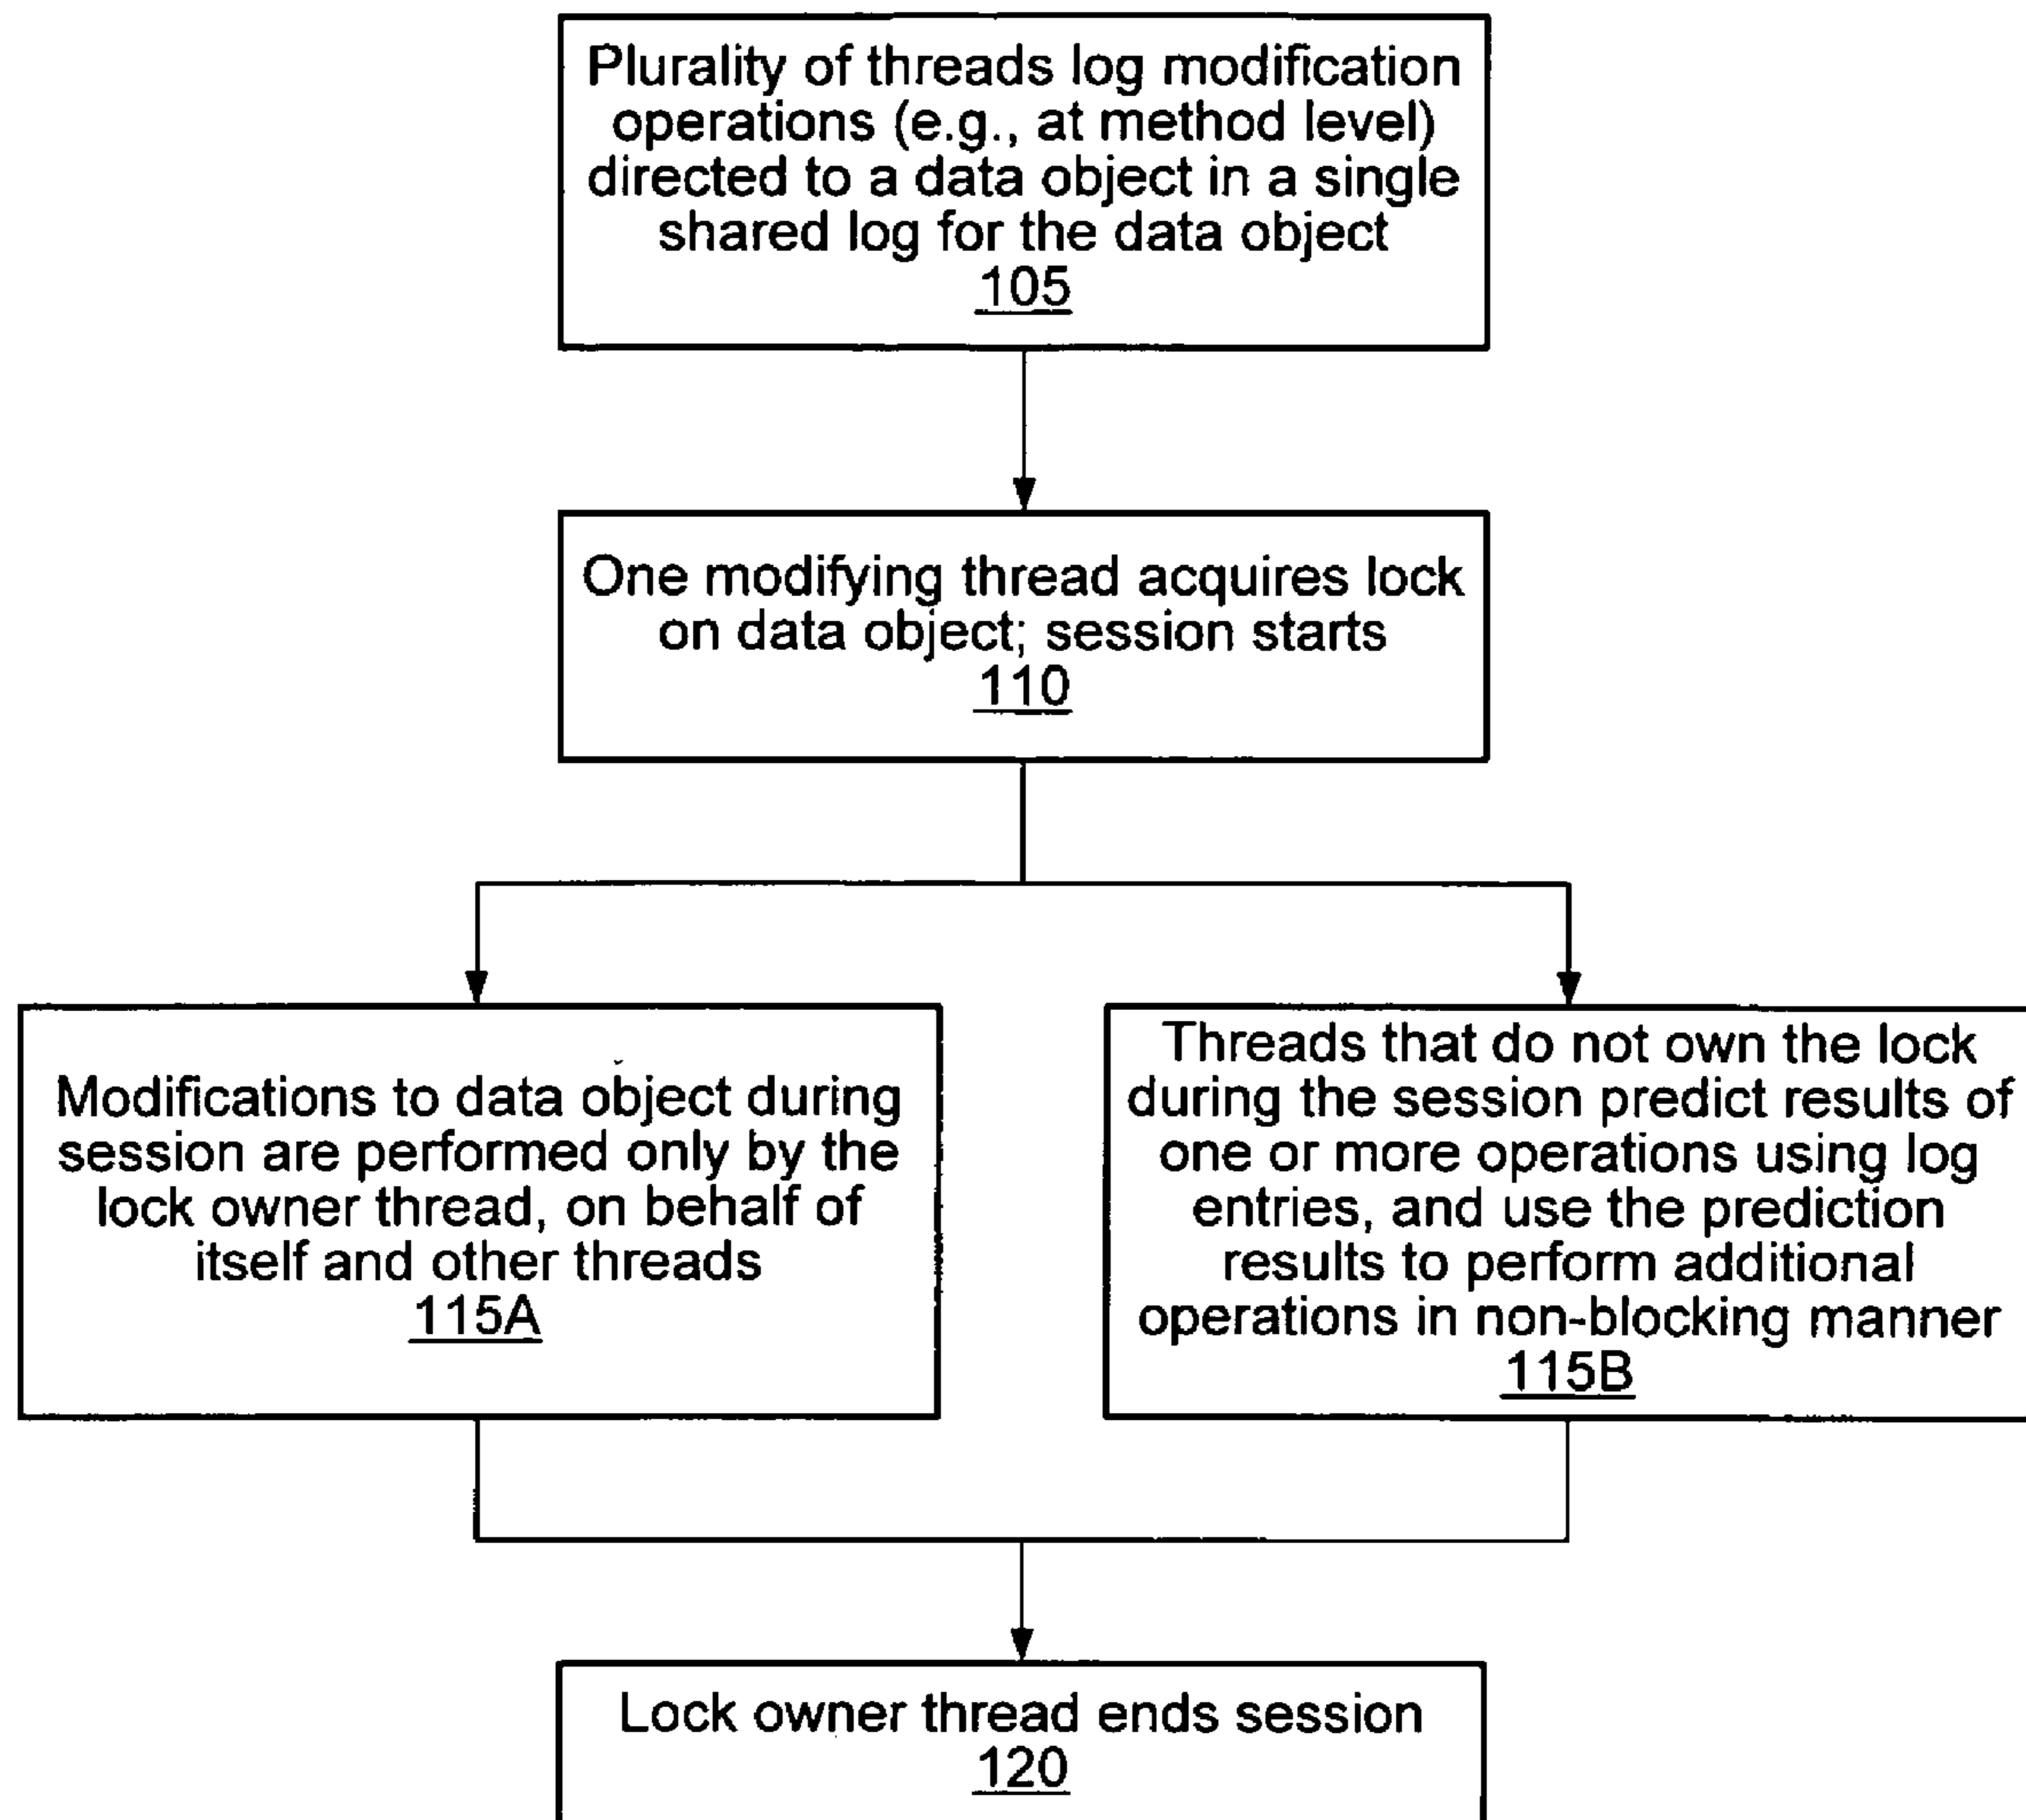 Plurality of threads log modification
operations (e.g., at method level)
directed to a data object in a single
shared log for the data object
105
One modifying thread acquires lock
on data object; session starts
110
Modifications to data object during
session are performed only by the
lock owner thread, on behalf of
itself and other threads
115A
Threads that do not own the lock
during the session predict results of
one or more operations using log
entries, and use the prediction
results to perform additional
operations in non-blocking manner
115B
Lock owner thread ends session
120